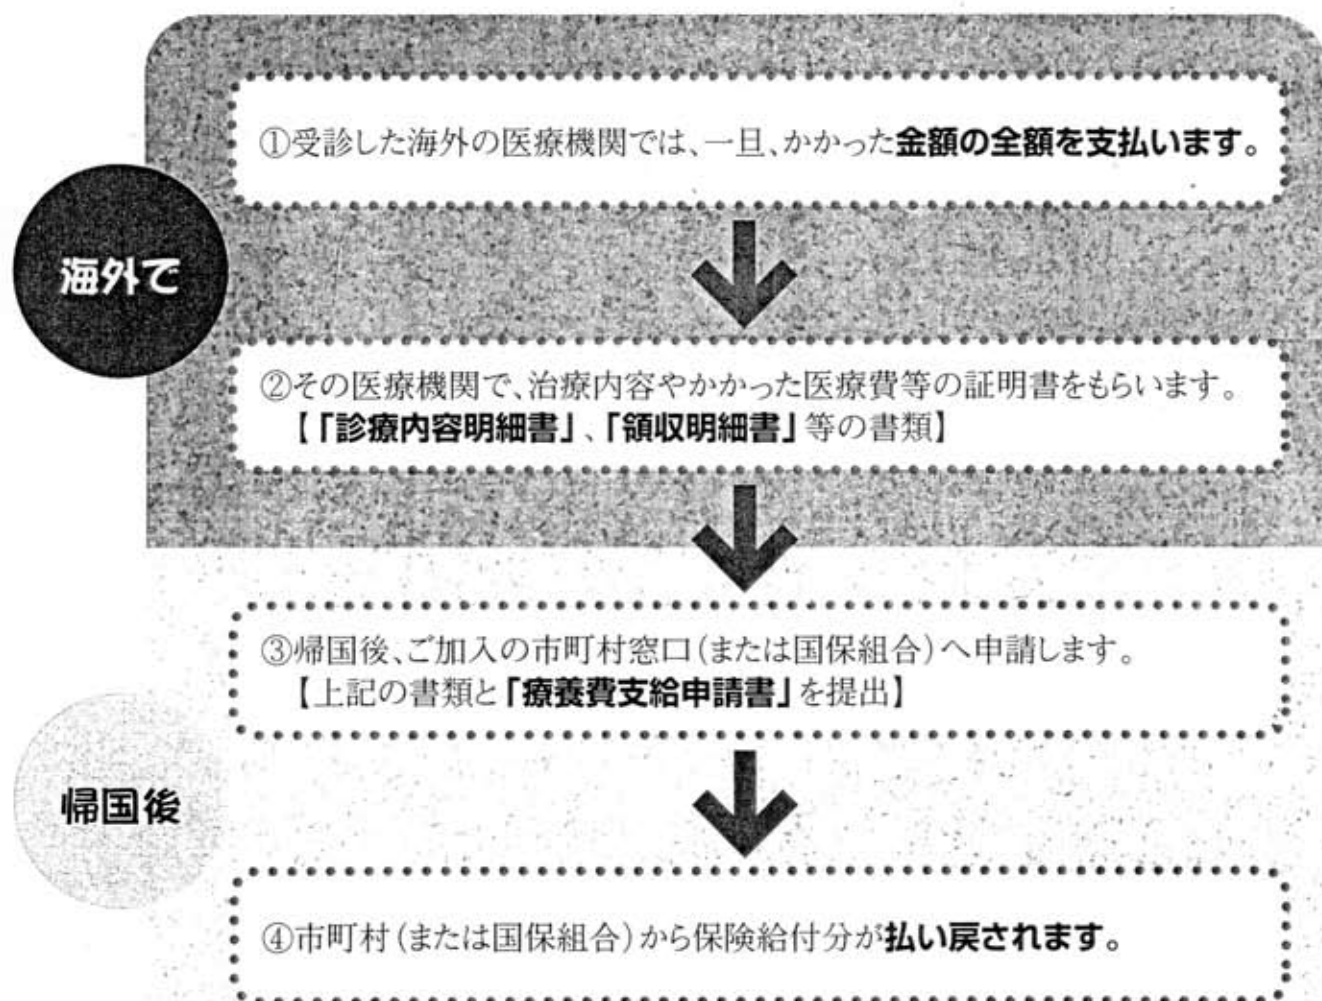 ①受診した海外の医療機関では、一旦、かかった金額の全額を支払います。
海外で
②その医療機関で、治療内容やかかった医療費等の証明書をもらいます。
【「診療内容明細書」、「領収明細書」等の書類】
③帰国後、ご加入の市町村窓口(または国保組合)へ申請します。
【上記の書類と「療養費支給申請書」を提出】
帰国後
④市町村(または国保組合)から保険給付分が払い戻されます。